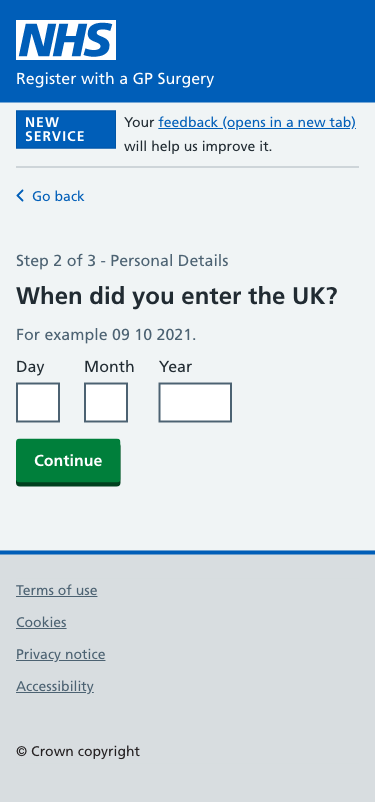 NHS
Register with a GP Surgery
NEW
SERVICE
Your feedback (opens in a new tab)
will help us improve it.
Go back
Step 2 of 3 - Personal Details
When did you enter the UK?
For example 09 10 2021.
Day Month Year
Continue
Terms of use
Cookies
Privacy notice
Accessibility
© Crown copyright